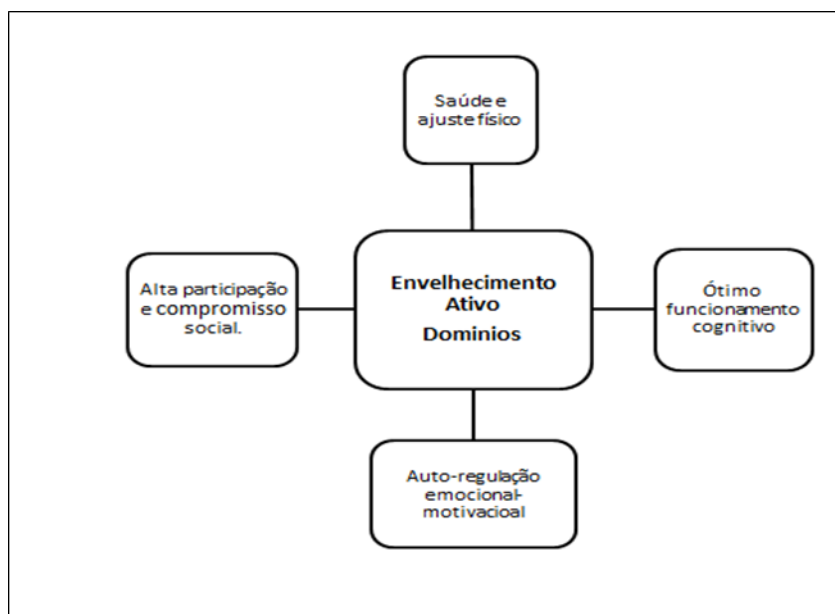 Saúde e
ajuste físico
Alta participação
e compromisso
social.
Envelhecimento
Ativo
Dominios
Ótimo
funcionamento
cognitivo
Auto-regulação
emocional-
motivacioal